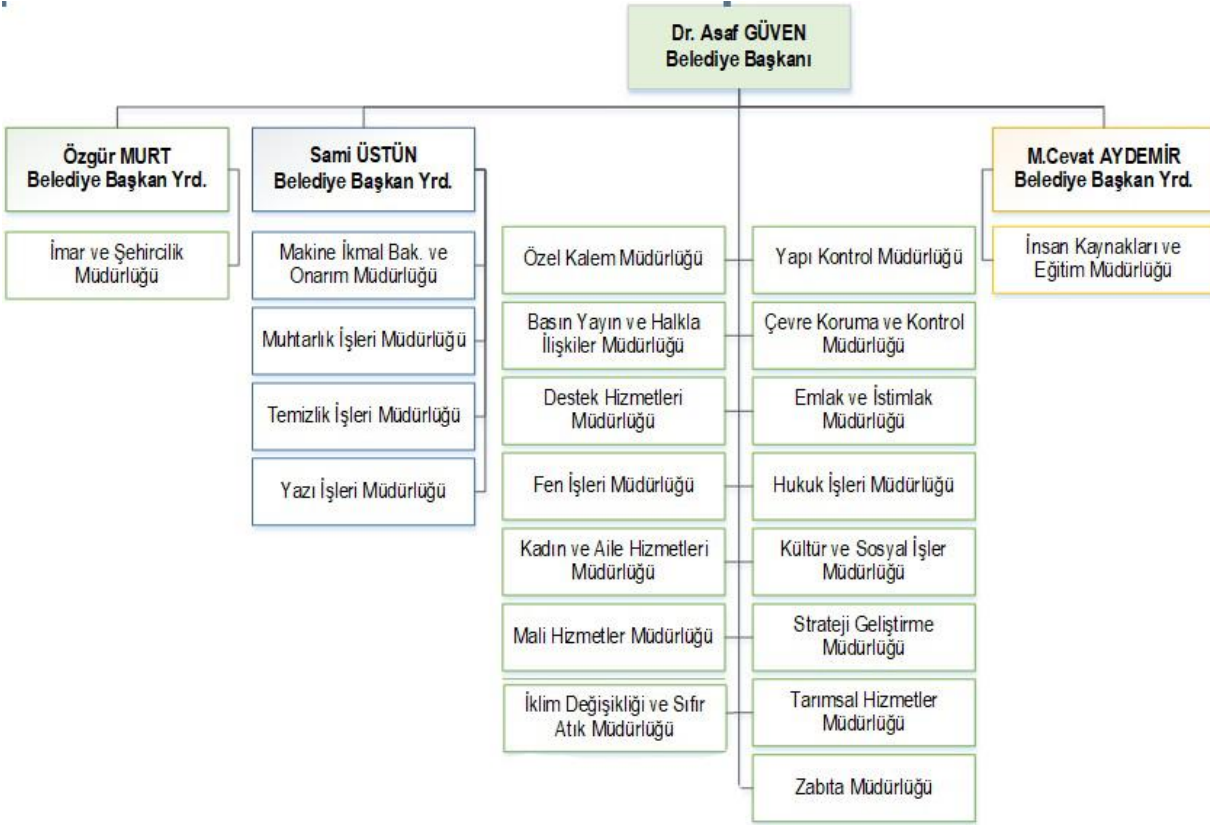 Dr. Asaf GÜVEN
Belediye Başkanı
Özgür MURT
Belediye Başkan Yrd.
İmar ve Şehircilik
Müdürlüğü
Sami ÜSTÜN
Belediye Başkan Yrd.
Makine İkmal Bak. ve
Onarım Müdürlüğü
Muhtarlık İşleri Müdürlüğü
Temizlik İşleri Müdürlüğü
Yazı İşleri Müdürlüğü
Özel Kalem Müdürlüğü
Basın Yayın ve Halkla
İlişkiler Müdürlüğü
Destek Hizmetleri
Müdürlüğü
Fen İşleri Müdürlüğü
Kadın ve Aile Hizmetleri
Müdürlüğü
Mali Hizmetler Müdürlüğü
İklim Değişikliği ve Sıfır
Atık Müdürlüğü
Yapı Kontrol Müdürlüğü
Çevre Koruma ve Kontrol
Müdürlüğü
Emlak ve İstimlak
Müdürlüğü
Hukuk İşleri Müdürlüğü
Kültür ve Sosyal İşler
Müdürlüğü
Strateji Geliştirme
Müdürlüğü
Tarımsal Hizmetler
Müdürlüğü
Zabıta Müdürlüğü
M.Cevat AYDEMİR
Belediye Başkan Yrd.
İnsan Kaynakları ve
Eğitim Müdürlüğü